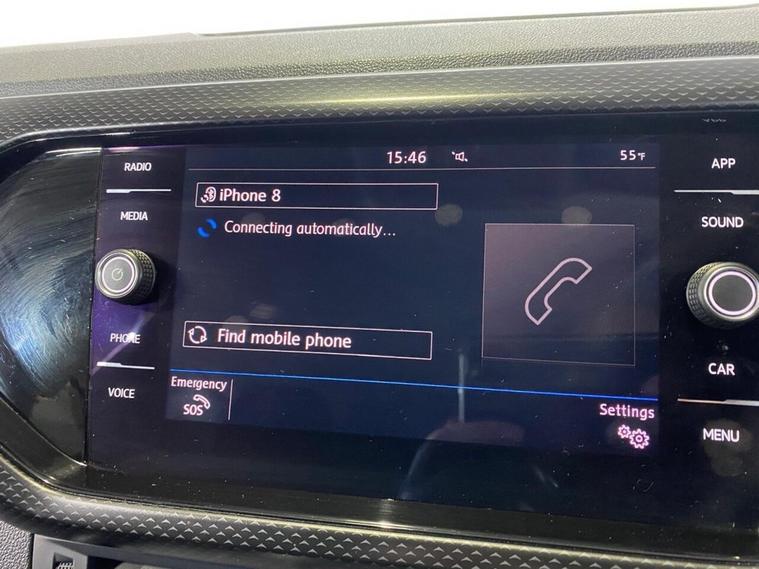 RADIO
MEDIA
PHONE
VOICE
15:46
55°F
iPhone 8
Connecting automatically...
Find mobile phone
Emergency
SOS
Settings
APP
SOUND
CAR
MENU